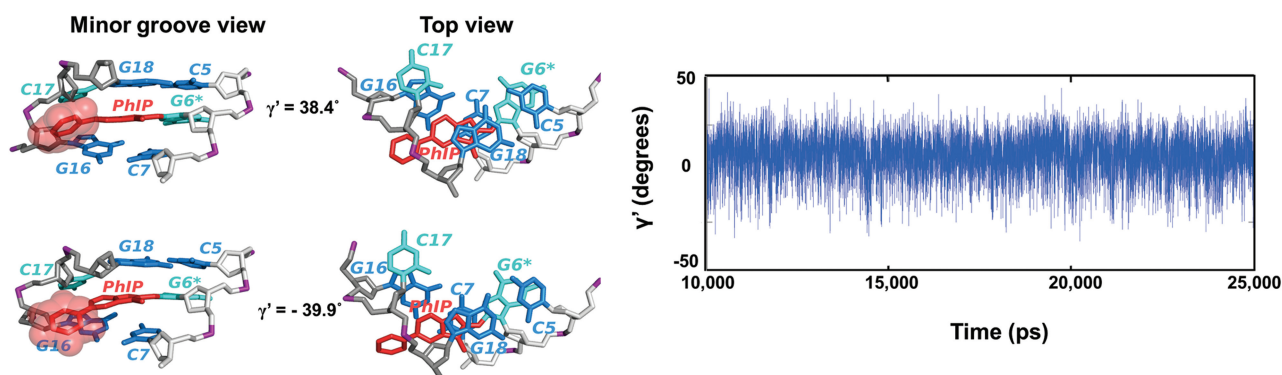 Minor groove view
Top view
G18
C5
C17
PhIP
G6*
G16
C7
γ' = 38.4°
C17
G16
G6*
C7
C5
PhIP
G18
G18
C5
C17
PhIP
G6*
G16
C7
γ' = - 39.9°
C17
G16
G6*
C7
PhIP
C5
G18
50
0
-50
γ' (degrees)
10,000
15,000
20,000
25,000
Time (ps)